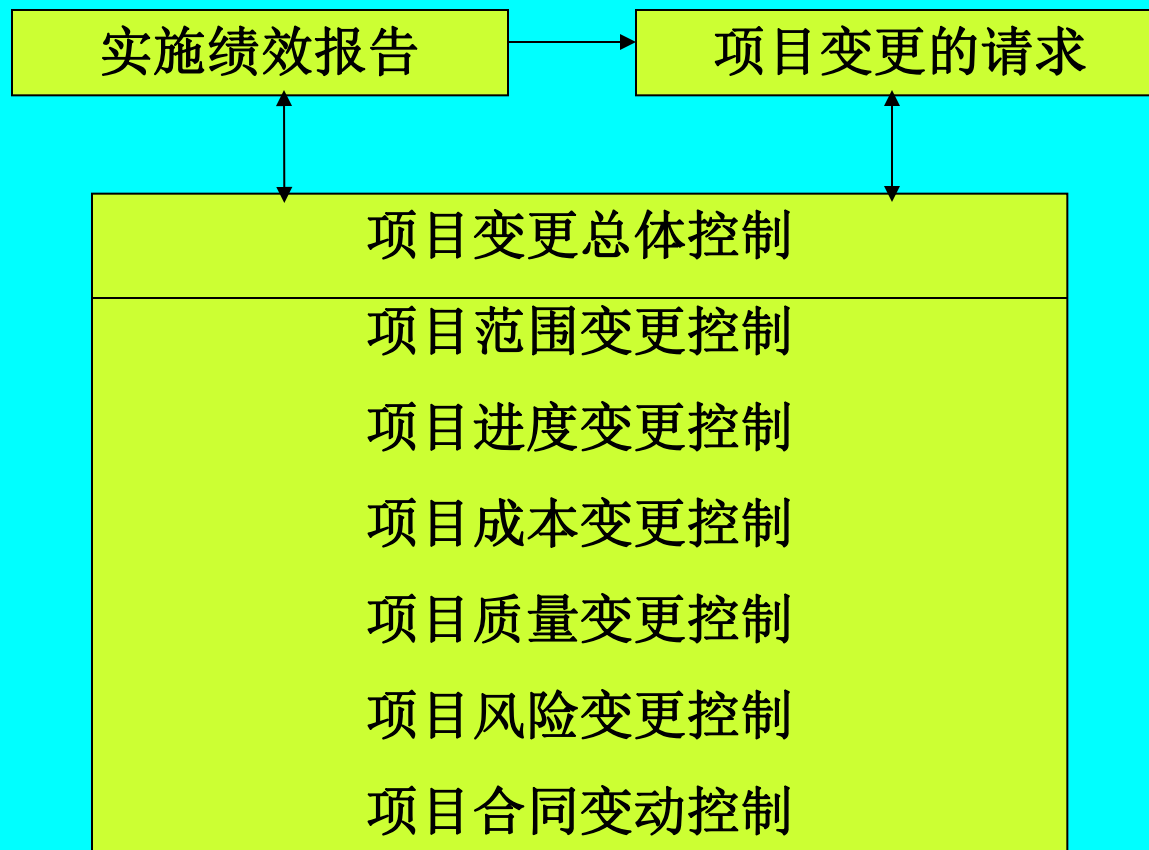 实施绩效报告
项目变更的请求
项目变更总体控制
项目范围变更控制
项目进度变更控制
项目成本变更控制
项目质量变更控制
项目风险变更控制
项目合同变动控制